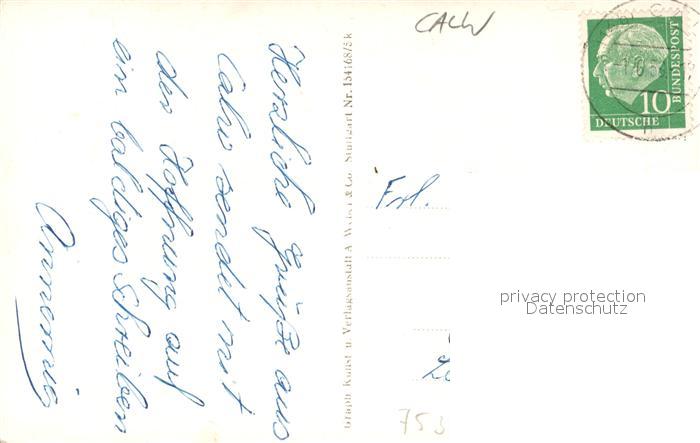 Herzliche Grüße aus
Calw sendet mit
der Hoffnung auf
ein baldiges Schreiben
Annemie
Graph. Kunst u. Verlagsanstalt A. Weber & Co. Stuttgart Nr. 154168/5k
CALW
10
DEUTSCHE
BUNDESPOST
Frl.
privacy protection
Datenschutz
753